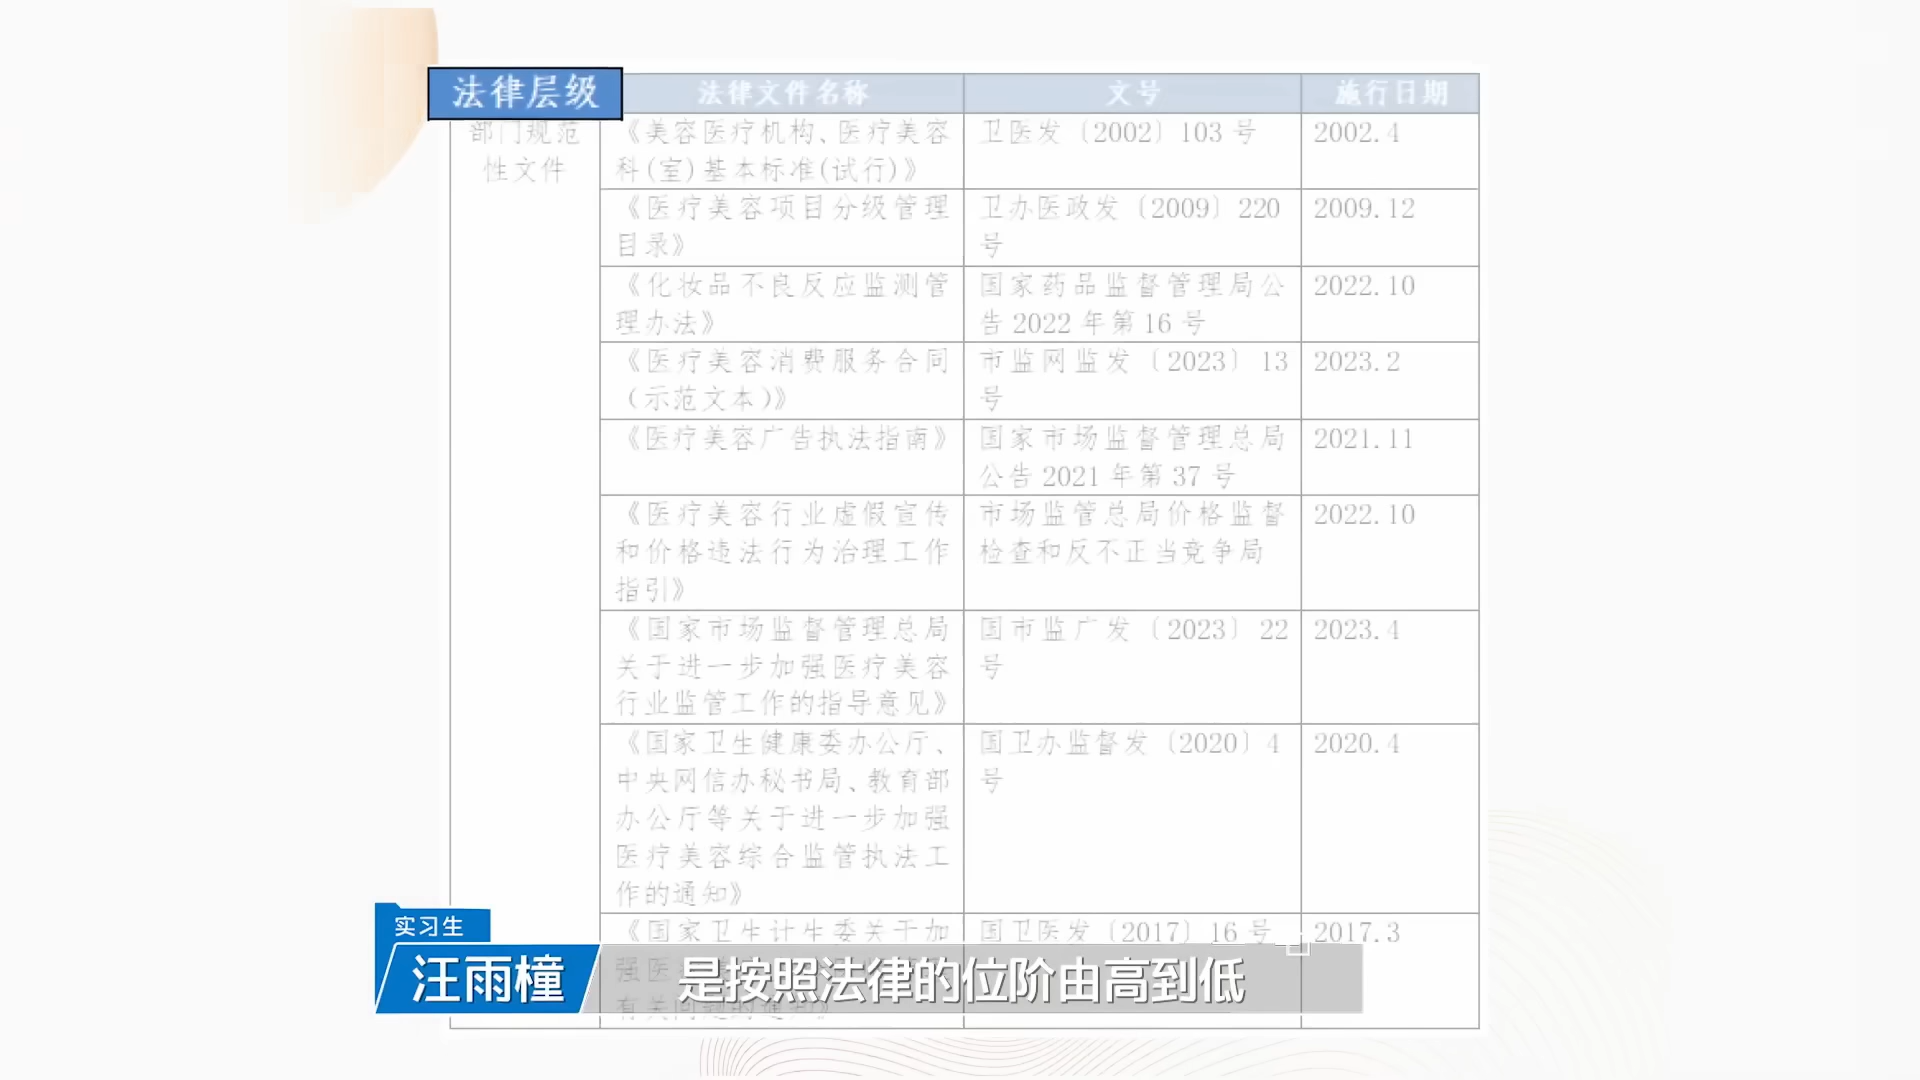 法律层级 法律文件名称 文号 施行日期
部门规范
性文件
《美容医疗机构、医疗美容
科(室)基本标准(试行)》
卫医发〔2002〕103 号
2002.4
《医疗美容项目分级管理
目录》
卫办医政发〔2009〕220
号
2009.12
《化妆品不良反应监测管
理办法》
国家药品监督管理局公
告 2022 年第 16 号
2022.10
《医疗美容消费服务合同
（示范文本）》
市监网监发〔2023〕13
号
2023.2
《医疗美容广告执法指南》
国家市场监督管理总局
公告 2021 年第 37 号
2021.11
《医疗美容行业虚假宣传
和价格违法行为治理工作
指引》
市场监管总局价格监督
检查和反不正当竞争局
2022.10
《国家市场监督管理总局
关于进一步加强医疗美容
行业监管工作的指导意见》
国市监广发〔2023〕22
号
2023.4
《国家卫生健康委办公厅、
中央网信办秘书局、教育部
办公厅等关于进一步加强
医疗美容综合监管执法工
作的通知》
国卫办监督发〔2020〕4
号
2020.4
《国家卫生计生委关于加
强医
有关问题的通知》
国卫医发〔2017〕16 号
2017.3
实习生
汪雨橦
是按照法律的位阶由高到低